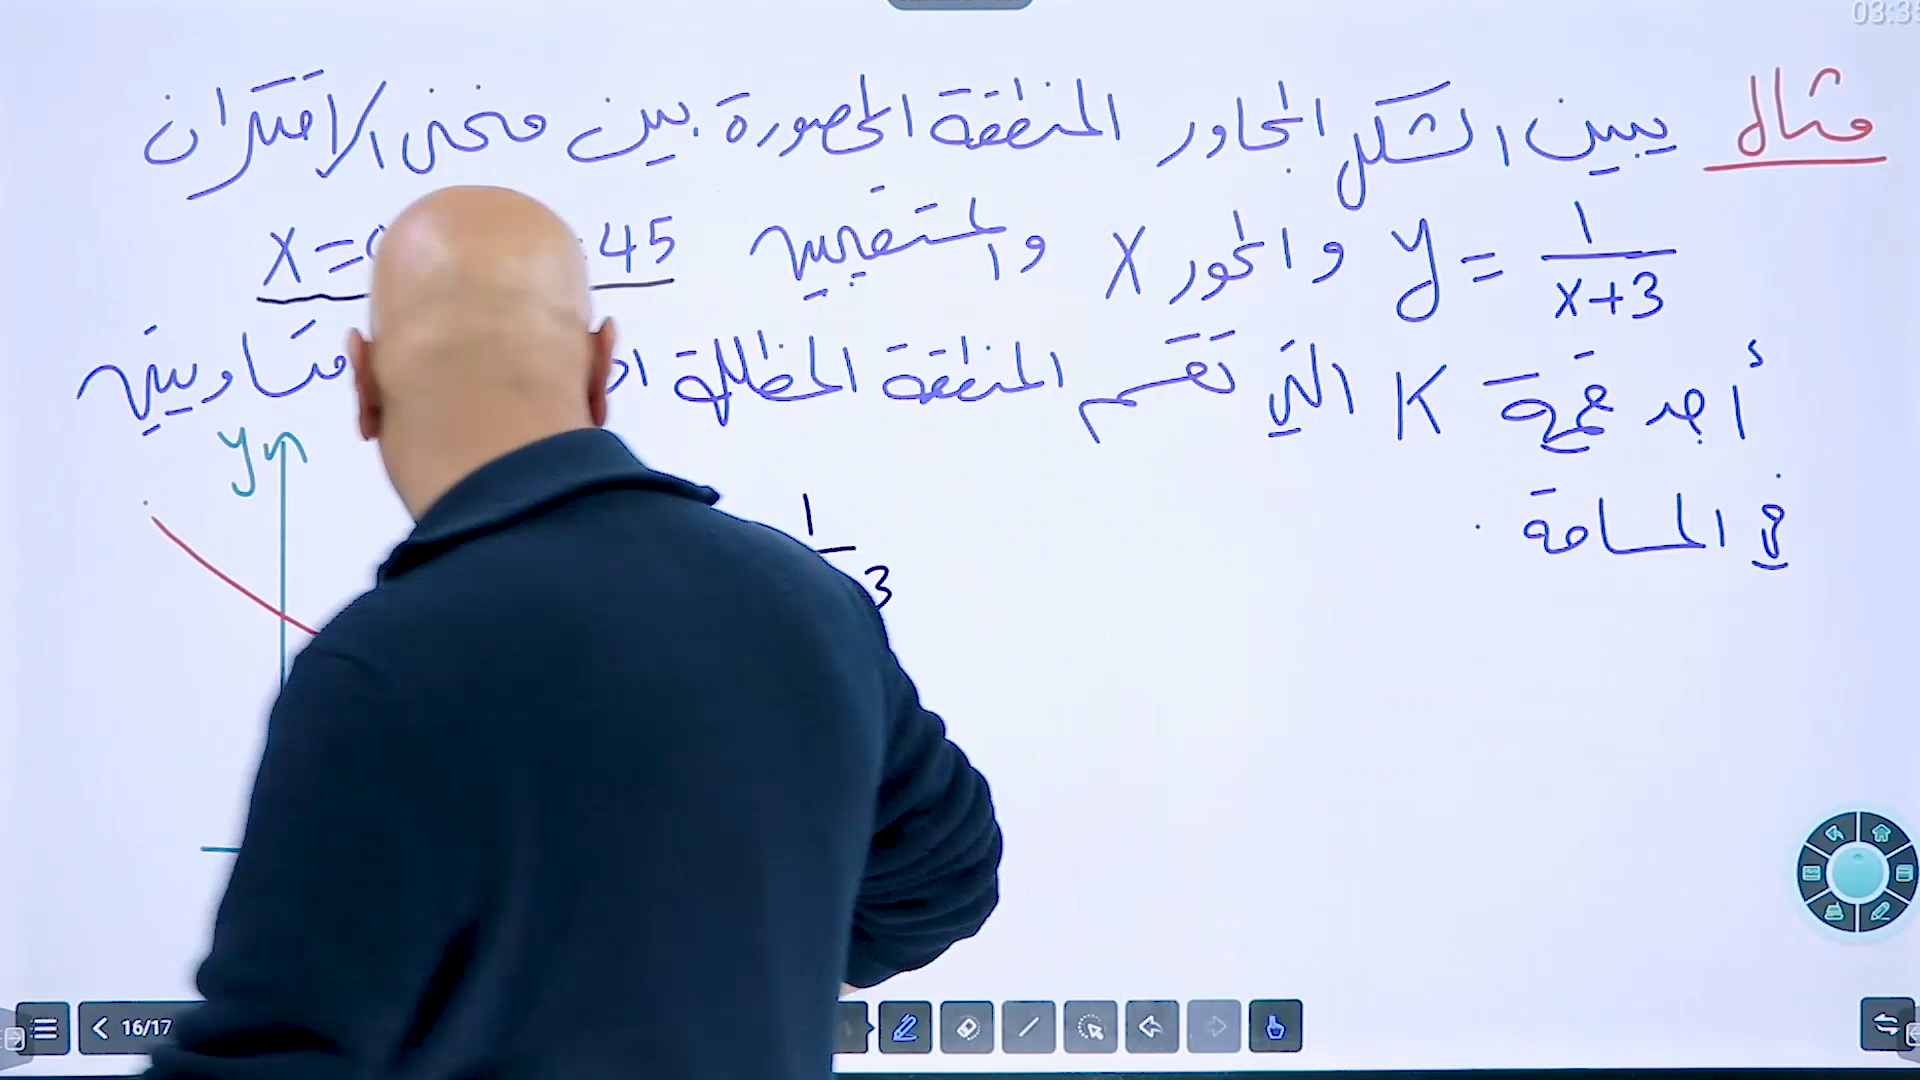 مثال يبين الشكل المجاور المنطقة المحصورة بين منحنى الاقتران
y = 1/(x+3) والمحور x والمستقيمين x= 45
أجد قيمة K التي تقسم المنطقة المظللة متساويتين
في المساحة .
y
1
3
16/17